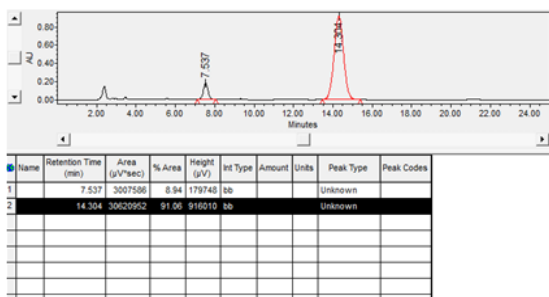 0.80
0.60
0.40
0.20
0.00
AU
7.537
14.304
2.00 4.00 6.00 8.00 10.00 12.00 14.00 16.00 18.00 20.00 22.00 24.00
Minutes
Name Retention Time (min) Area (µV*sec) % Area Height (µV) Int Type Amount Units Peak Type Peak Codes
1 7.537 3007586 8.94 179748 bb Unknown
2 14.304 30620952 91.06 916010 bb Unknown